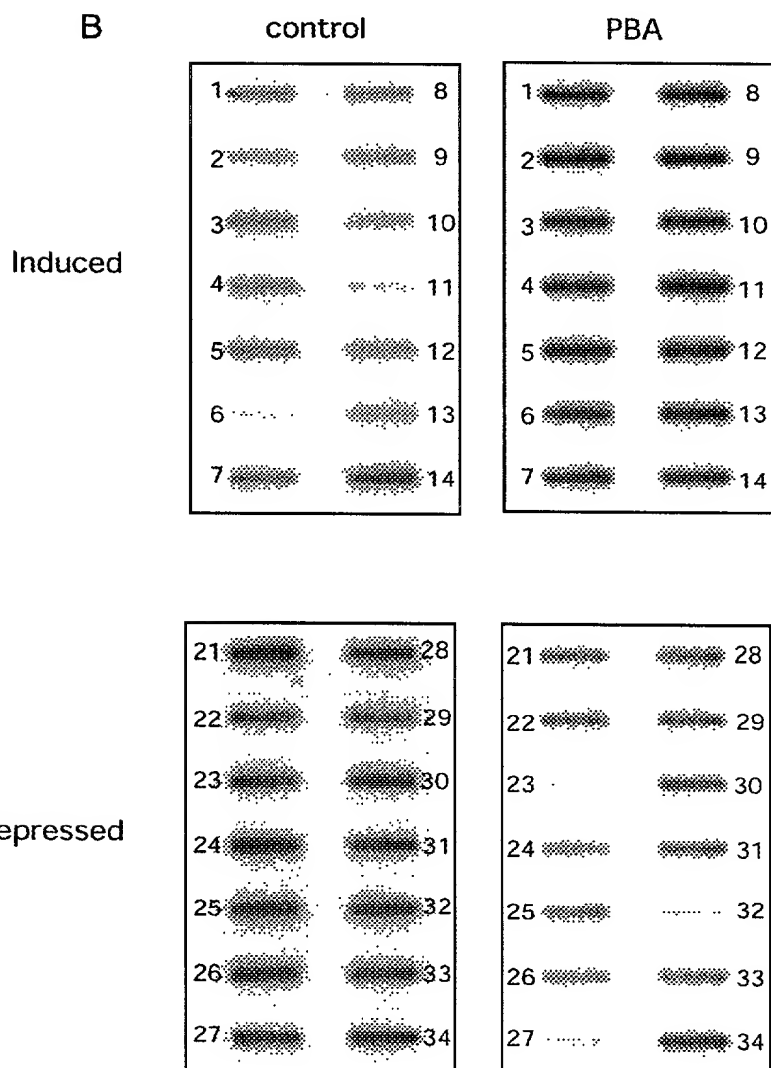 B control PBA
1 8 1 8
2 9 2 9
3 10 3 10
Induced
4 11 4 11
5 12 5 12
6 13 6 13
7 14 7 14
21 28 21 28
22 29 22 29
23 30 23 30
epressed
24 31 24 31
25 32 25 32
26 33 26 33
27 34 27 34